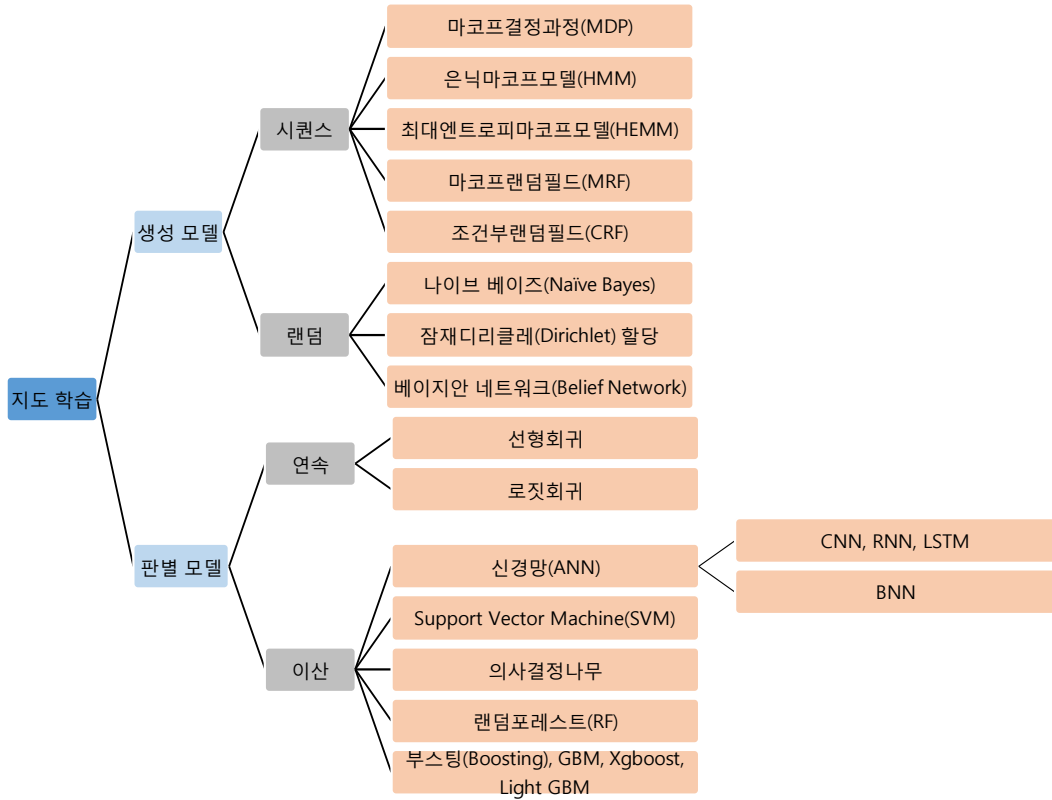 지도 학습
생성 모델
시퀀스
마코프결정과정(MDP)
은닉마코프모델(HMM)
최대엔트로피마코프모델(HEMM)
마코프랜덤필드(MRF)
조건부랜덤필드(CRF)
랜덤
나이브 베이즈(Naïve Bayes)
잠재디리클레(Dirichlet) 할당
베이지안 네트워크(Belief Network)
판별 모델
연속
선형회귀
로짓회귀
이산
신경망(ANN)
CNN, RNN, LSTM
BNN
Support Vector Machine(SVM)
의사결정나무
랜덤포레스트(RF)
부스팅(Boosting), GBM, Xgboost,
Light GBM